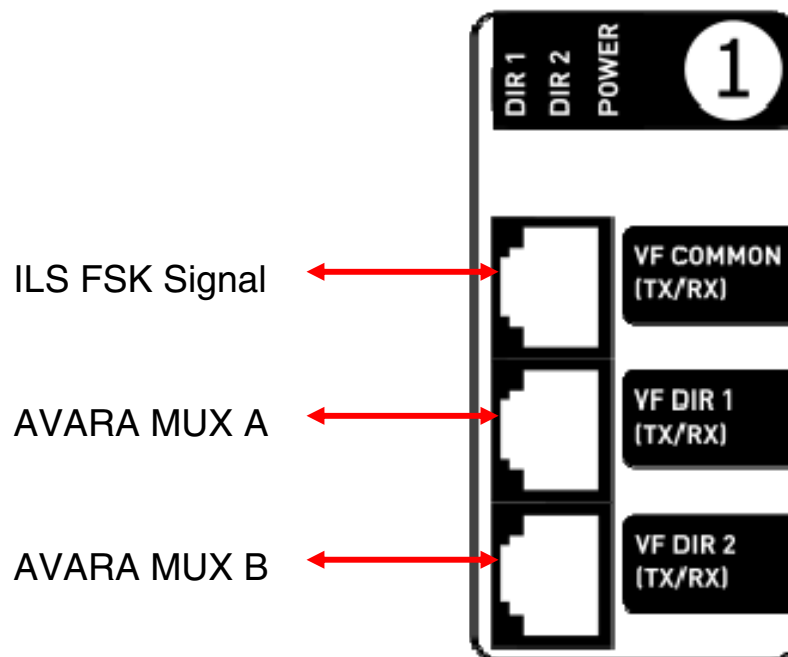 DIR 1
DIR 2
POWER
1
ILS FSK Signal
VF COMMON
(TX/RX)
AVARA MUX A
VF DIR 1
(TX/RX)
AVARA MUX B
VF DIR 2
(TX/RX)